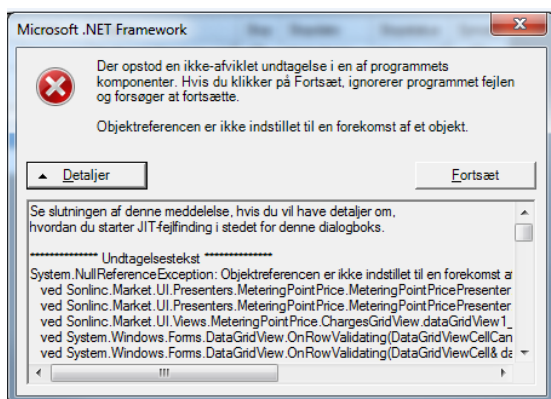 Microsoft .NET Framework
Der opstod en ikke-afviklet undtagelse i en af programmets
komponenter. Hvis du klikker på Fortsæt, ignorerer programmet fejlen
og forsøger at fortsætte.
Objektreferencen er ikke indstillet til en forekomst af et objekt.
Detaljer
Fortsæt
Se slutningen af denne meddelelse, hvis du vil have detaljer om,
hvordan du starter JIT-fejlfinding i stedet for denne dialogboks.
************** Undtagelsestekst **************
System.NullReferenceException: Objektreferencen er ikke indstillet til en forekomst a
ved Sonlinc.Market.UI.Presenters.MeteringPointPrice.MeteringPointPricePresenter
ved Sonlinc.Market.UI.Presenters.MeteringPointPrice.MeteringPointPricePresenter
ved Sonlinc.Market.UI.Views.MeteringPointPrice.ChargesGridView.dataGridView1_
ved System.Windows.Forms.DataGridView.OnRowValidating(DataGridViewCellCan
ved System.Windows.Forms.DataGridView.OnRowValidating(DataGridViewCell& da